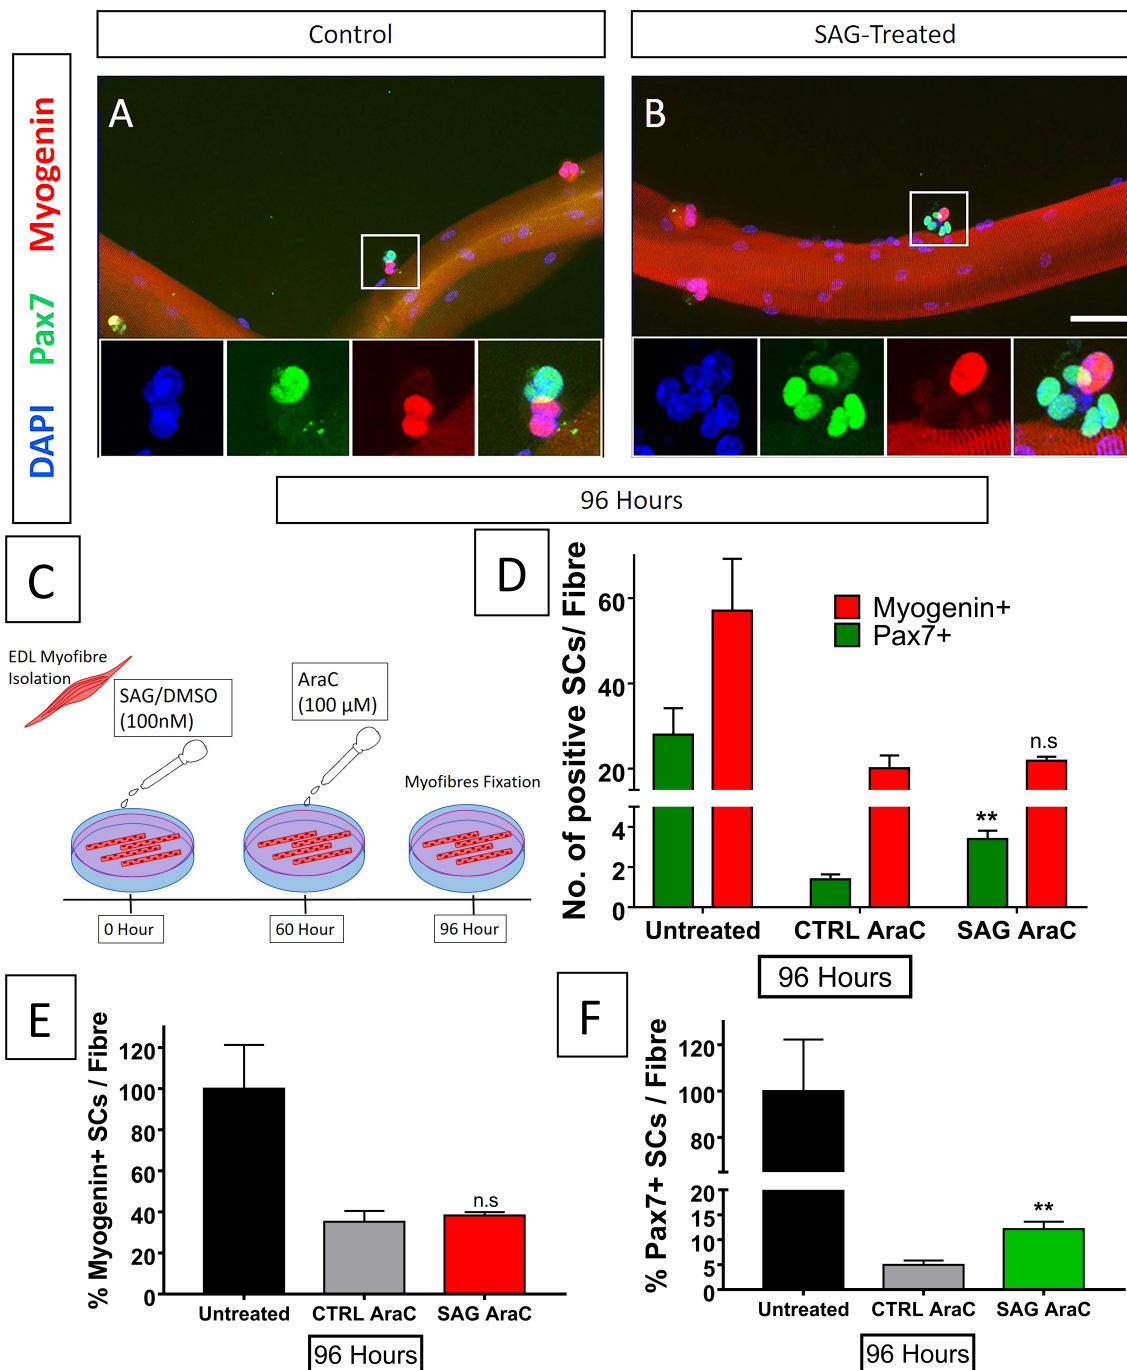 Control
SAG-Treated
DAPI Pax7 Myogenin
A
B
96 Hours
C
EDL Myofibre
Isolation
SAG/DMSO
(100nM)
AraC
(100 µM)
Myofibres Fixation
0 Hour
60 Hour
96 Hour
D
No. of positive SCs/ Fibre
60
40
20
4
2
0
Myogenin+
Pax7+
**
n.s
Untreated
CTRL AraC
SAG AraC
96 Hours
E
% Myogenin+ SCs / Fibre
120
100
80
60
40
20
0
n.s
Untreated
CTRL AraC
SAG AraC
96 Hours
F
% Pax7+ SCs / Fibre
120
100
80
20
15
10
5
0
**
Untreated
CTRL AraC
SAG AraC
96 Hours